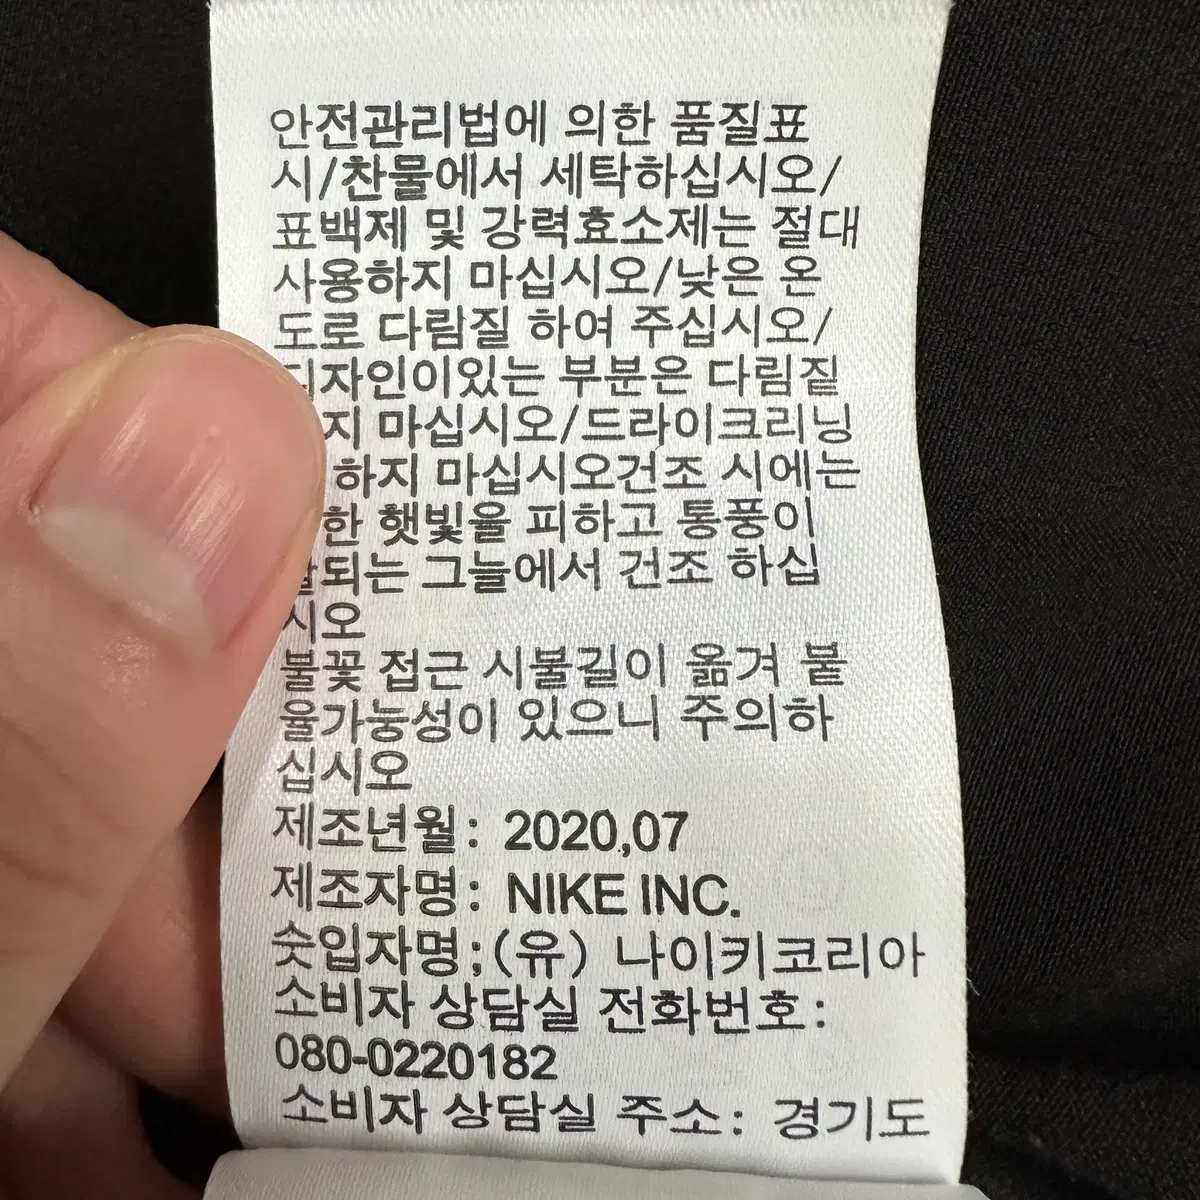 안전관리법에 의한 품질표
시/찬물에서 세탁하십시오/
표백제 및 강력효소제는 절대
사용하지 마십시오/낮은 온
도로 다람질 하여 주십시오/
디자인이있는 부분은 다림질
지 마십시오/드라이크리닝
하지 마십시오건조 시에는
한 햇빛을 피하고 통풍이
되는 그늘에서 건조 하십
시오
불꽃 접근 시불길이 옮겨 붙
율가능성이 있으니 주의하
십시오
제조년월: 2020,07
제조자명: NIKE INC.
숫입자명;(유) 나이키코리아
소비자 상담실 전화번호:
080-0220182
소비자 상담실 주소: 경기도